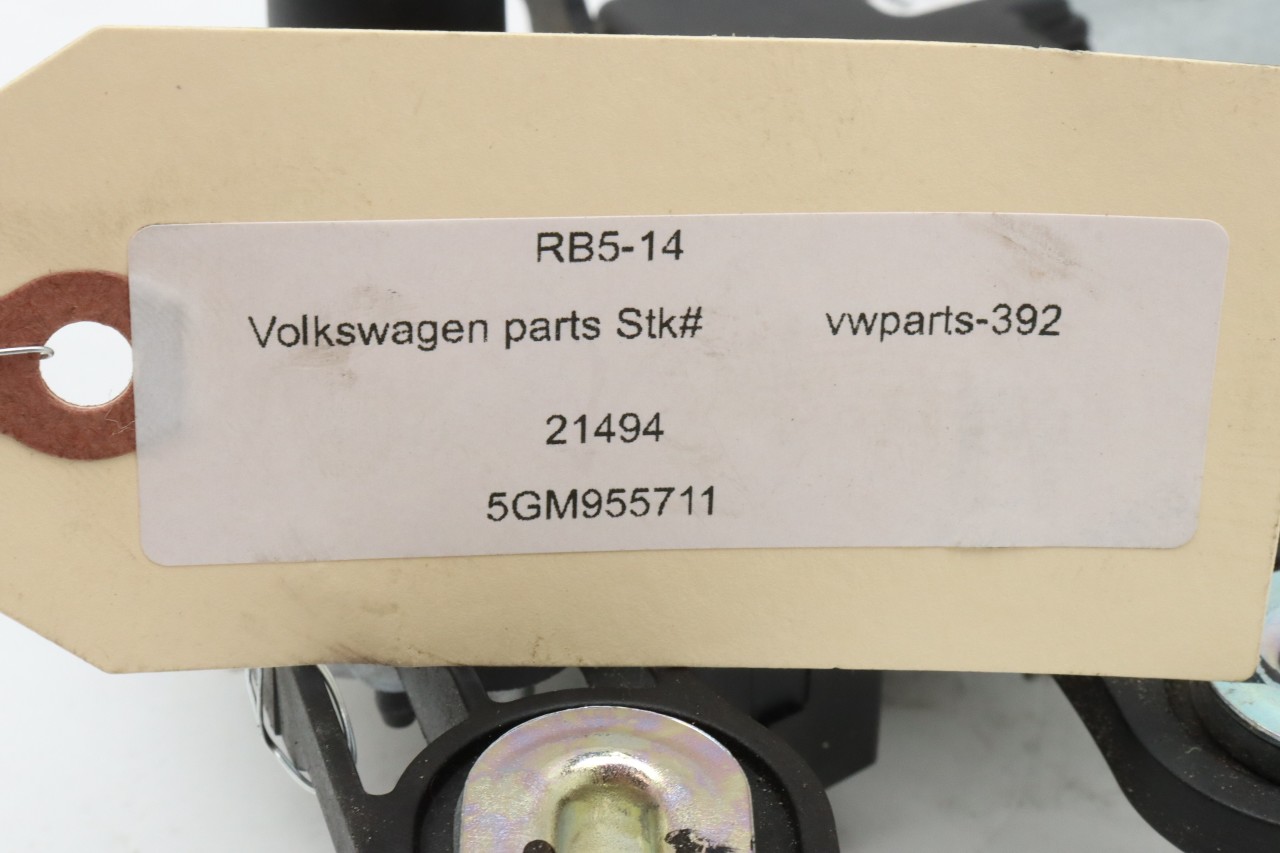 RB5-14
Volkswagen parts Stk# vwparts-392
21494
5GM955711